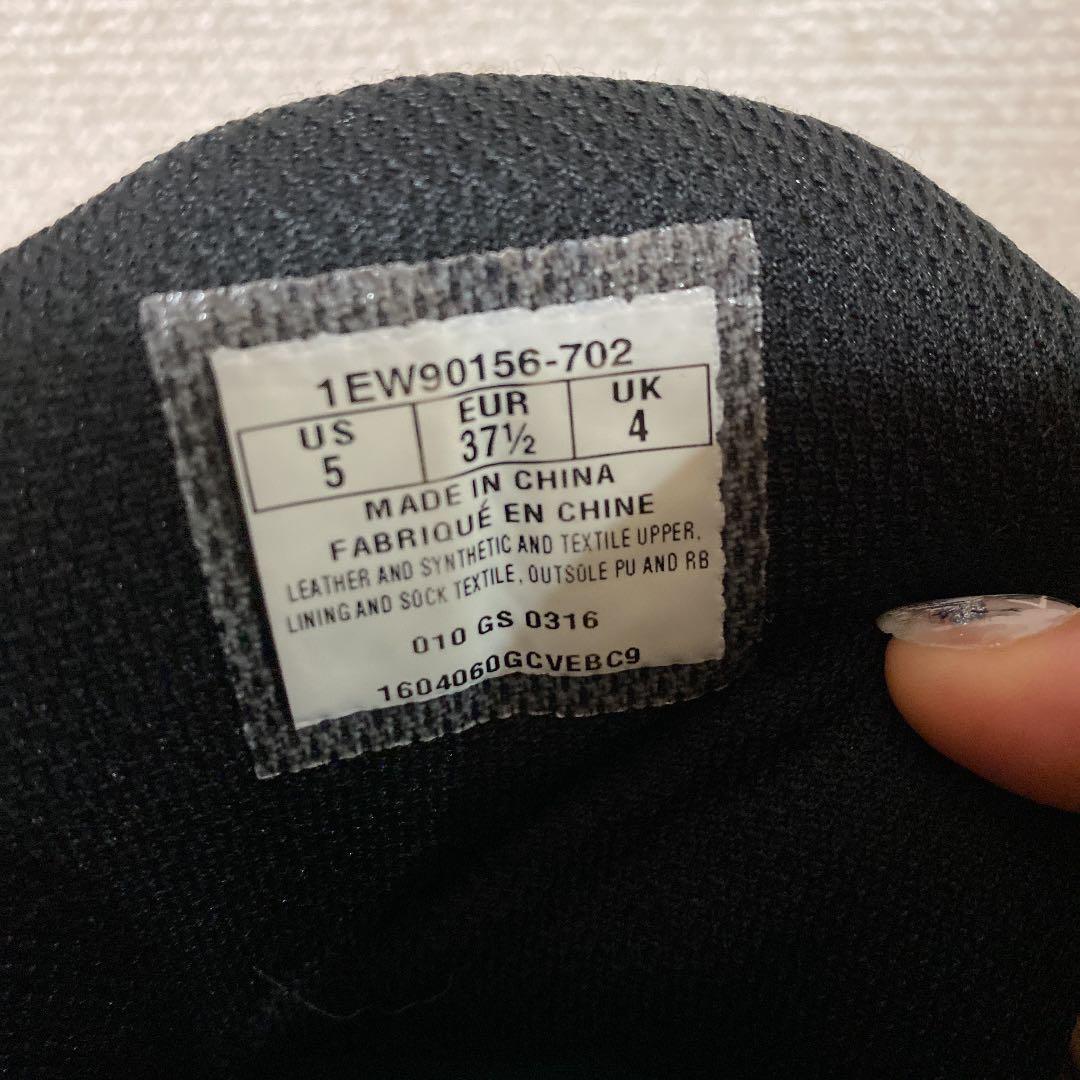 1EW90156-702
US EUR UK
5 37½ 4
MADE IN CHINA
FABRIQUÉ EN CHINE
LEATHER AND SYNTHETIC AND TEXTILE UPPER,
LINING AND SOCK TEXTILE, OUTSOLE PU AND RB
010 GS 0316
1604060GCVEBC9